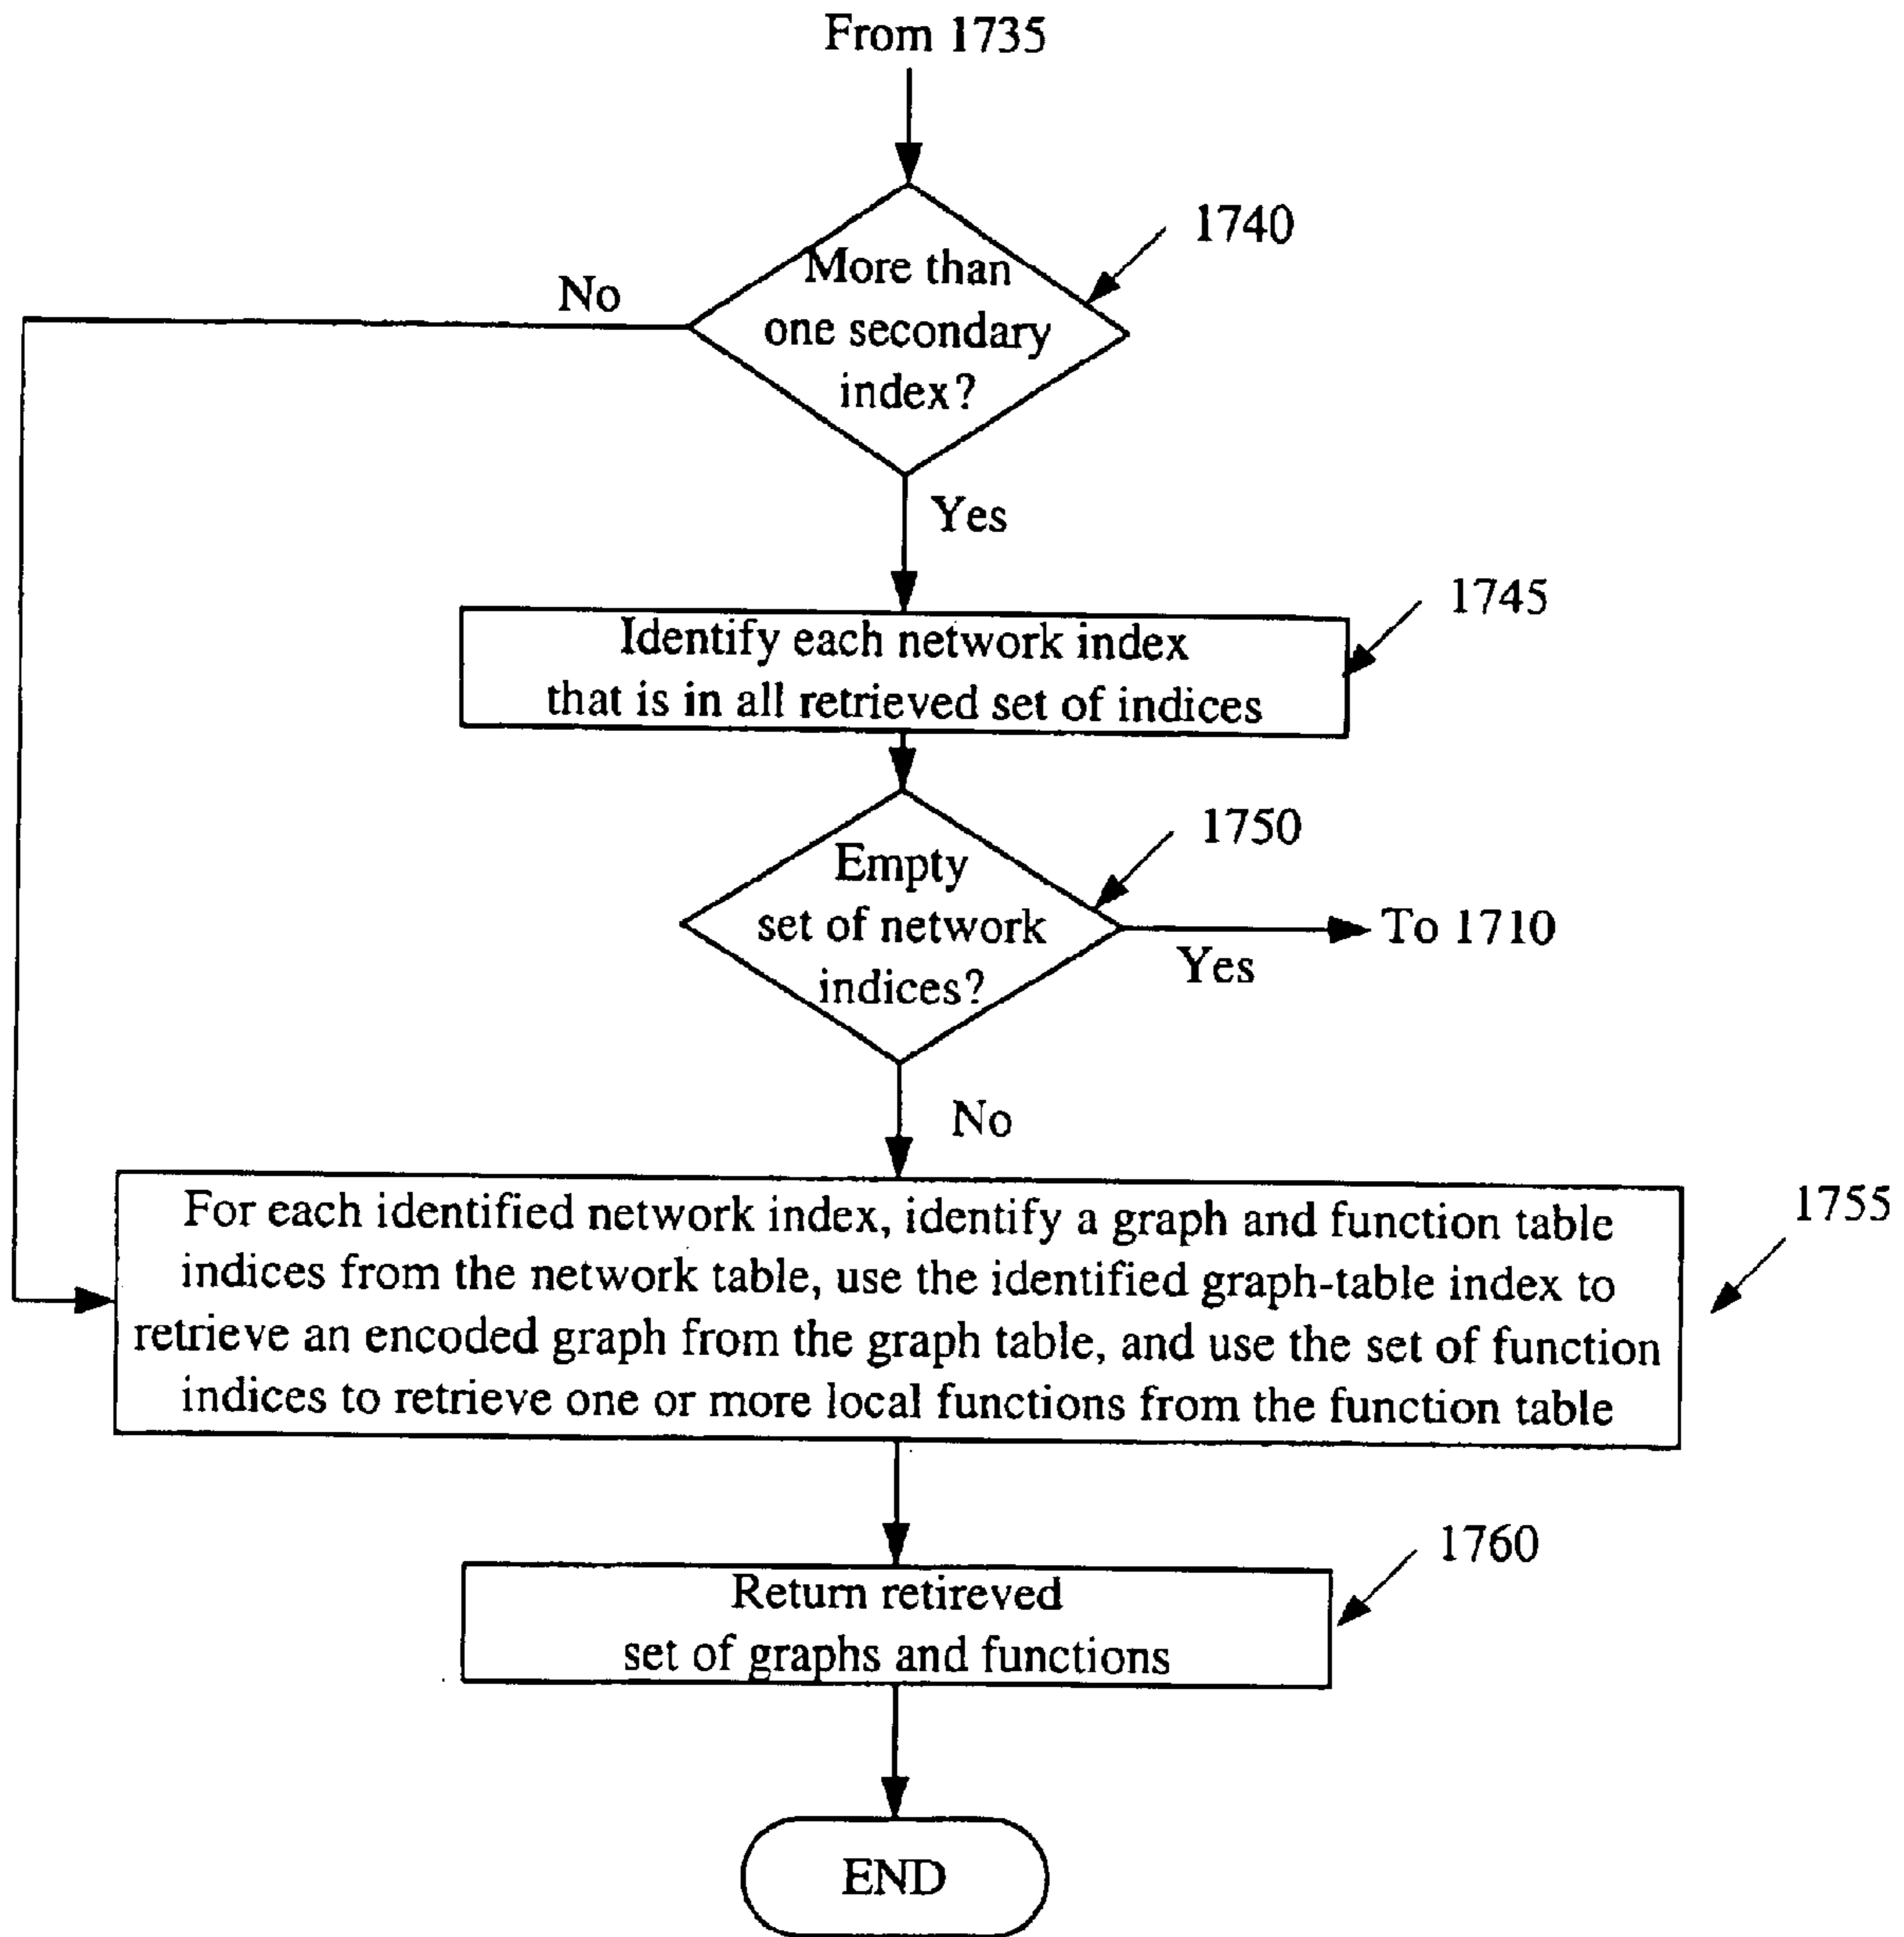 From 1735
1740
More than
one secondary
index?
No
Yes
1745
Identify each network index
that is in all retrieved set of indices
1750
Empty
set of network
indices?
To 1710
Yes
No
1755
For each identified network index, identify a graph and function table
indices from the network table, use the identified graph-table index to
retrieve an encoded graph from the graph table, and use the set of function
indices to retrieve one or more local functions from the function table
1760
Return retireved
set of graphs and functions
END